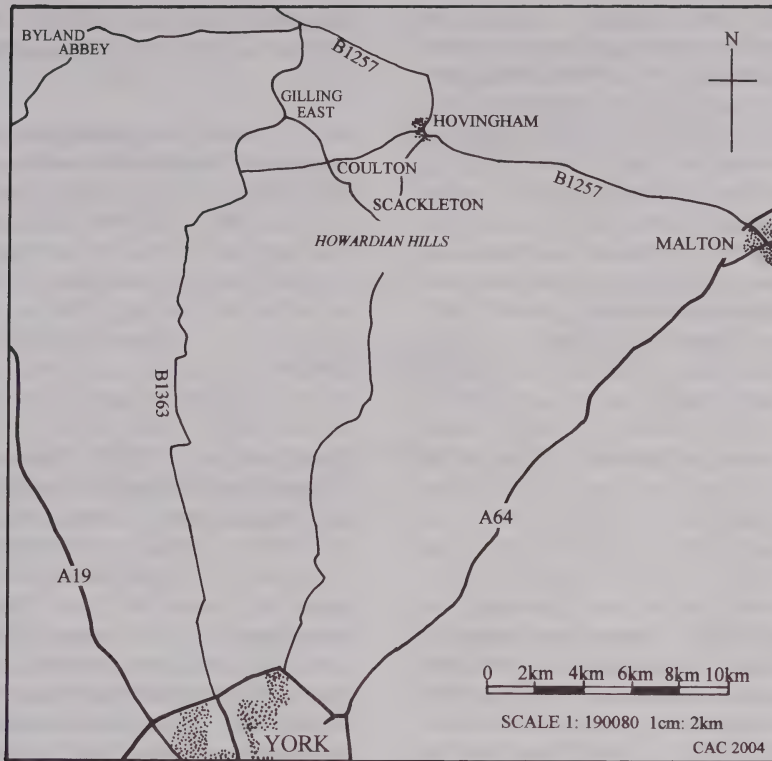 BYLAND
ABBEY
B1257
N
GILLING
EAST
HOVINGHAM
COULTON
B1257
SCACKLETON
HOWARDIAN HILLS
MALTON
B1363
A64
A19
0 2km 4km 6km 8km 10km
SCALE 1: 190080 1cm: 2km
YORK
CAC 2004